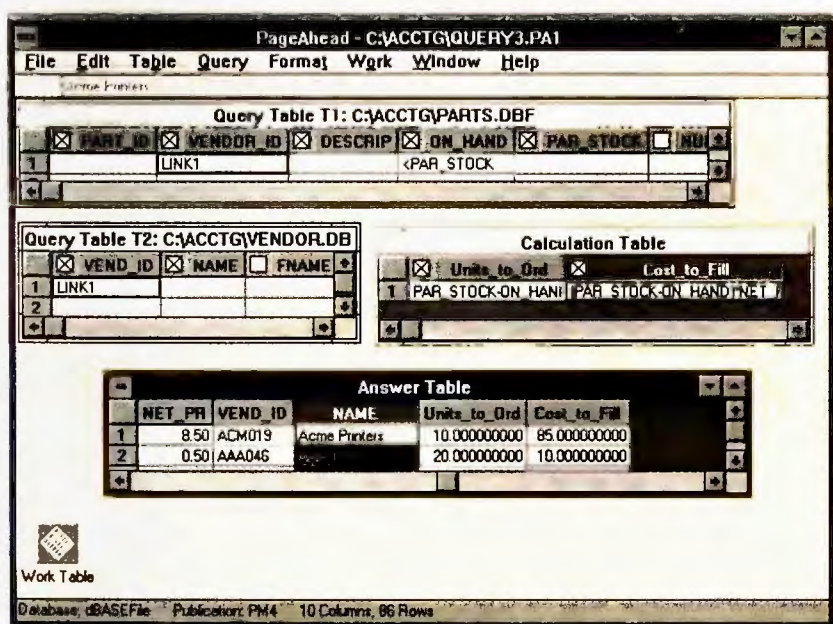 PageAhead - C:\ACCTG\QUERY3.PA1
File Edit Table Query Format Work Window Help
Acme Printers
Query Table T1: C:\ACCTG\PARTS.DBF
PART_ID VENDOR_ID DESCRIP ON_HAND PAR_STOCK NU
1 LINK1 <PAR_STOCK
Query Table T2: C:\ACCTG\VENDOR.DB
VEND_ID NAME FNAME
1 LINK1
2
Calculation Table
Units_to_Ord Cost_to_Fill
1 PAR_STOCK-ON_HAN (PAR_STOCK-ON_HAND)*NET_
Answer Table
NET_PR VEND_ID NAME Units_to_Ord Cost_to_Fill
1 8.50 ACM019 Acme Printers 10.000000000 85.000000000
2 0.50 AAA046 20.000000000 10.000000000
Work Table
Database: dBASEFile Publication: PM4 10 Columns, 86 Rows